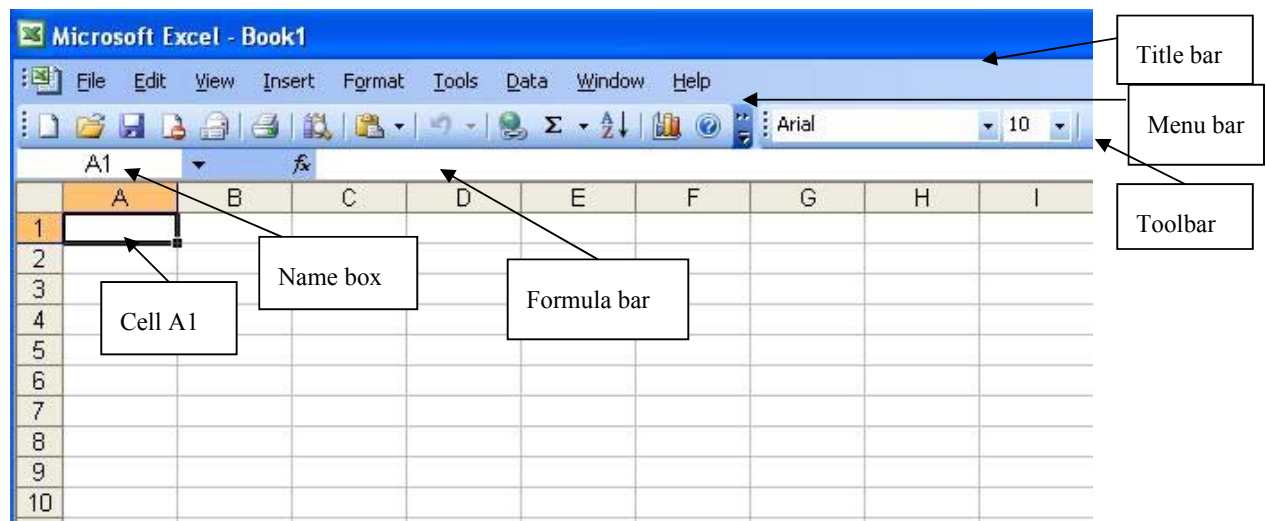 Microsoft Excel - Book1
Title bar
File Edit View Insert Format Tools Data Window Help
Menu bar
Arial 10
A1 fx
Toolbar
A B C D E F G H I
1
2
Name box
3
Formula bar
4
Cell A1
5
6
7
8
9
10